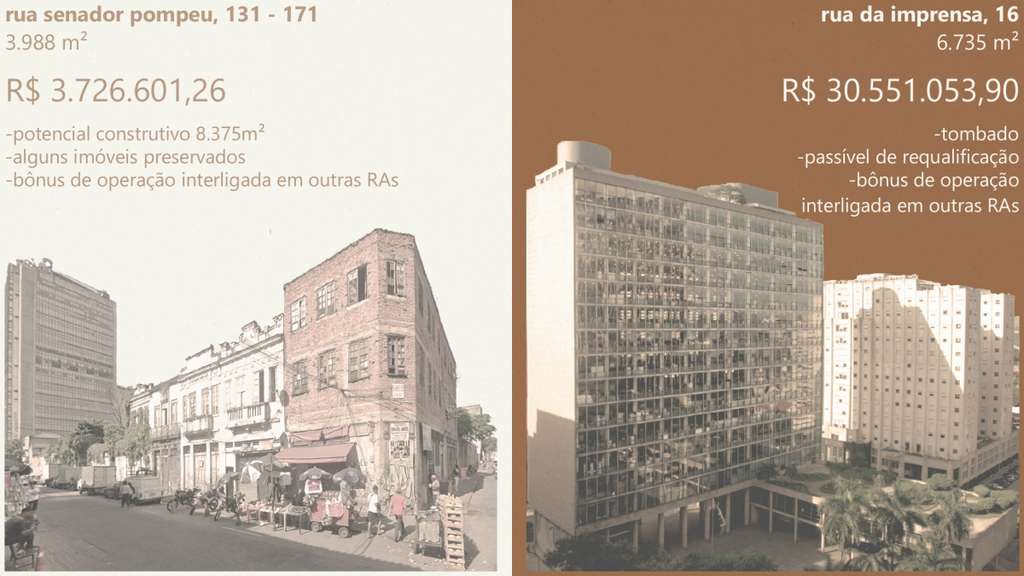 rua senador pompeu, 131 - 171
3.988 m²
R$ 3.726.601,26
-potencial construtivo 8.375m²
-alguns imóveis preservados
-bônus de operação interligada em outras RAs
rua da imprensa, 16
6.735 m²
R$ 30.551.053,90
-tombado
-passível de requalificação
-bônus de operação
interligada em outras RAs